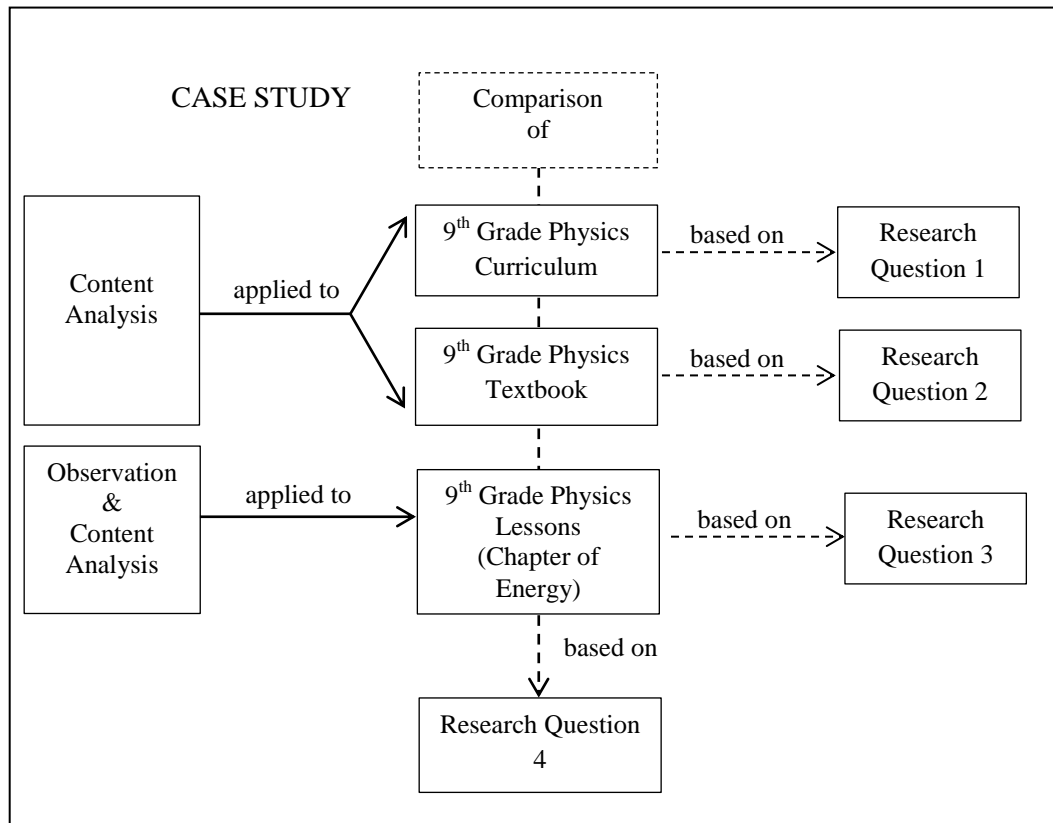 CASE STUDY
Comparison
of
Content
Analysis
applied to
9th Grade Physics
Curriculum
based on
Research
Question 1
9th Grade Physics
Textbook
based on
Research
Question 2
Observation
&
Content
Analysis
applied to
9th Grade Physics
Lessons
(Chapter of
Energy)
based on
Research
Question 3
based on
Research Question
4